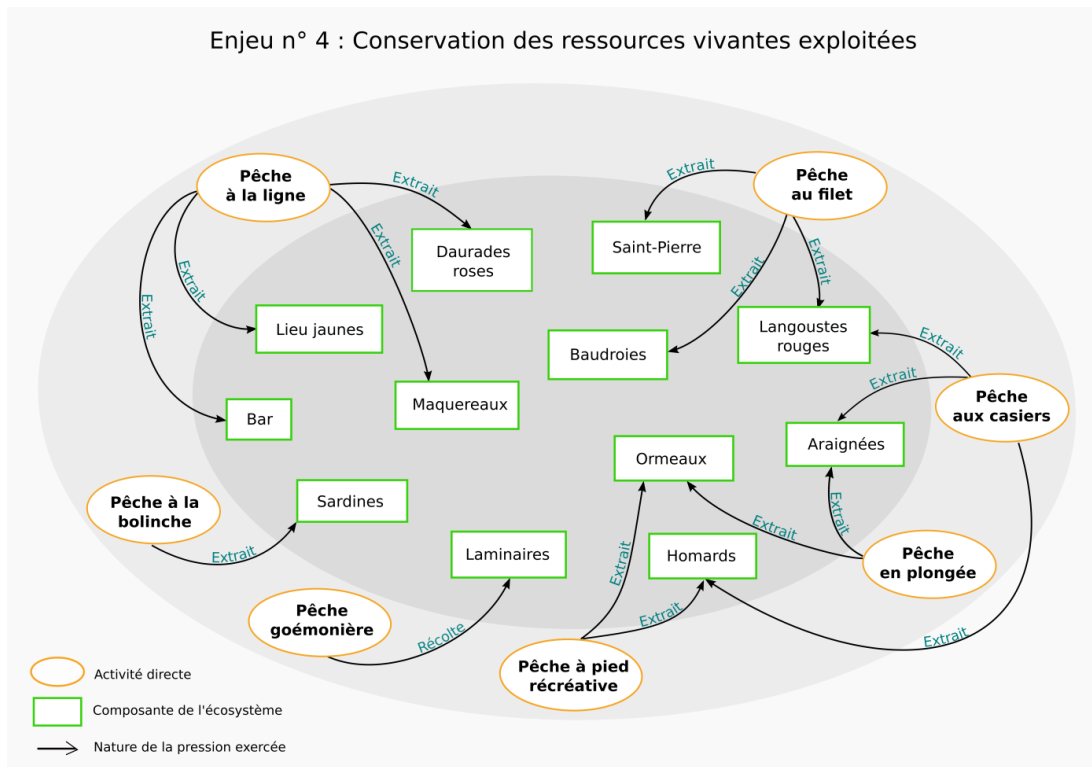 Enjeu n° 4 : Conservation des ressources vivantes exploitées
Pêche
à la ligne
Extrait
Extrait
Extrait
Extrait
Daurades
roses
Lieu jaunes
Maquereaux
Bar
Pêche
au filet
Extrait
Extrait
Extrait
Saint-Pierre
Baudroies
Langoustes
rouges
Pêche
aux casiers
Extrait
Extrait
Extrait
Araignées
Ormeaux
Homards
Pêche
en plongée
Extrait
Extrait
Pêche à la
bolinche
Extrait
Sardines
Pêche
goémonière
Récolte
Laminaires
Pêche à pied
récréative
Extrait
Extrait
Activité directe
Composante de l'écosystème
Nature de la pression exercée